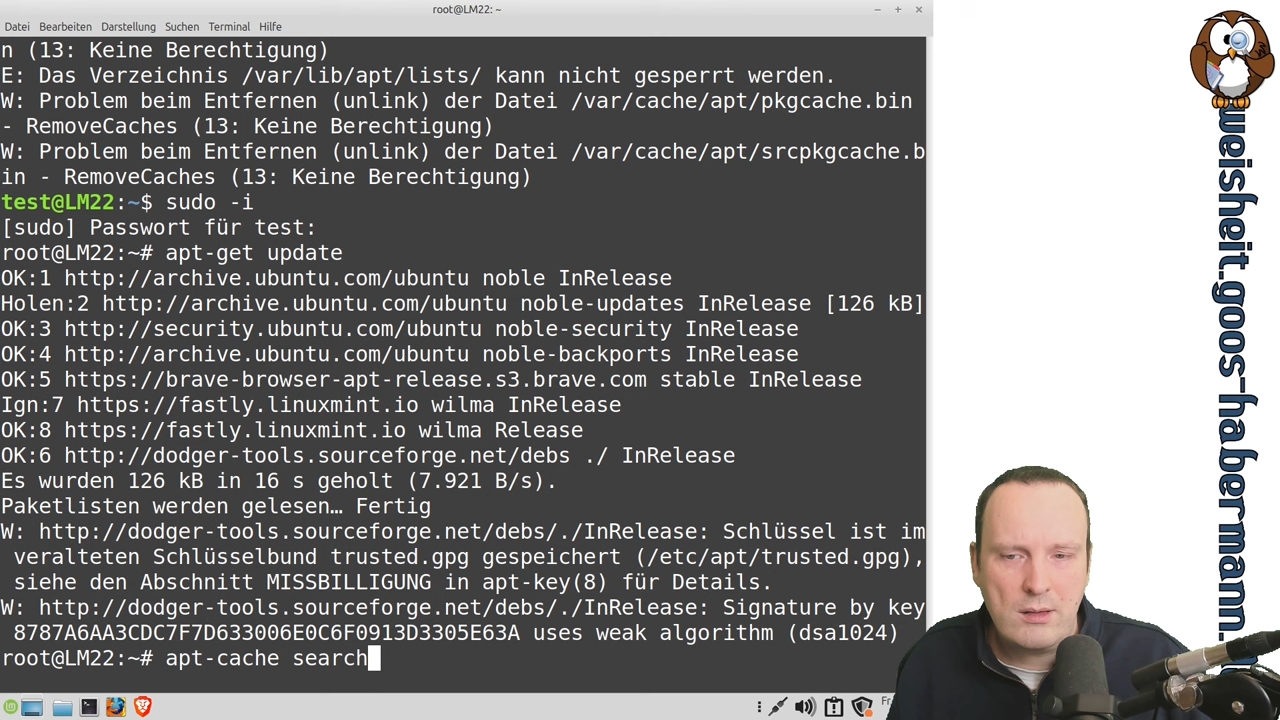 root@LM22: ~
Datei Bearbeiten Darstellung Suchen Terminal Hilfe
n (13: Keine Berechtigung)
E: Das Verzeichnis /var/lib/apt/lists/ kann nicht gesperrt werden.
W: Problem beim Entfernen (unlink) der Datei /var/cache/apt/pkgcache.bin
- RemoveCaches (13: Keine Berechtigung)
W: Problem beim Entfernen (unlink) der Datei /var/cache/apt/srcpkgcache.b
in - RemoveCaches (13: Keine Berechtigung)
test@LM22:~$ sudo -i
[sudo] Passwort für test:
root@LM22:~# apt-get update
OK:1 http://archive.ubuntu.com/ubuntu noble InRelease
Holen:2 http://archive.ubuntu.com/ubuntu noble-updates InRelease [126 kB]
OK:3 http://security.ubuntu.com/ubuntu noble-security InRelease
OK:4 http://archive.ubuntu.com/ubuntu noble-backports InRelease
OK:5 https://brave-browser-apt-release.s3.brave.com stable InRelease
Ign:7 https://fastly.linuxmint.io wilma InRelease
OK:8 https://fastly.linuxmint.io wilma Release
OK:6 http://dodger-tools.sourceforge.net/debs ./ InRelease
Es wurden 126 kB in 16 s geholt (7.921 B/s).
Paketlisten werden gelesen… Fertig
W: http://dodger-tools.sourceforge.net/debs/./InRelease: Schlüssel ist im
veralteten Schlüsselbund trusted.gpg gespeichert (/etc/apt/trusted.gpg),
siehe den Abschnitt MISSBILLIGUNG in apt-key(8) für Details.
W: http://dodger-tools.sourceforge.net/debs/./InRelease: Signature by key
8787A6AA3CDC7F7D633006E0C6F0913D3305E63A uses weak algorithm (dsa1024)
root@LM22:~# apt-cache search
Fr
weisheit.goos-habermann.